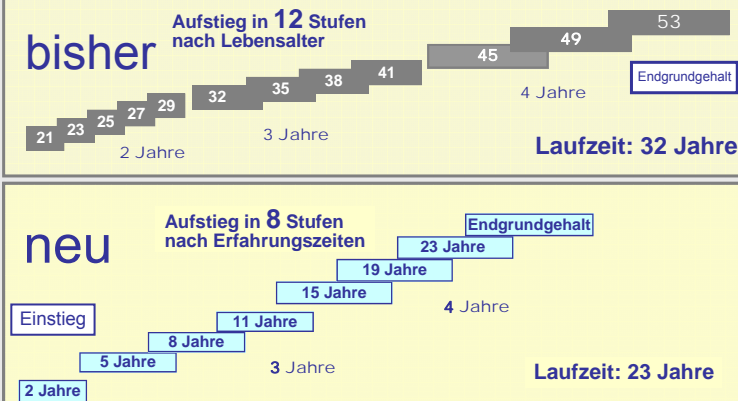 bisher
Aufstieg in 12 Stufen
nach Lebensalter
53
49
45
Endgrundgehalt
41
38
35
32
4 Jahre
29
27
25
23
21
3 Jahre
2 Jahre
Laufzeit: 32 Jahre
neu
Aufstieg in 8 Stufen
nach Erfahrungszeiten
Endgrundgehalt
23 Jahre
19 Jahre
15 Jahre
4 Jahre
Einstieg
11 Jahre
8 Jahre
5 Jahre
3 Jahre
Laufzeit: 23 Jahre
2 Jahre